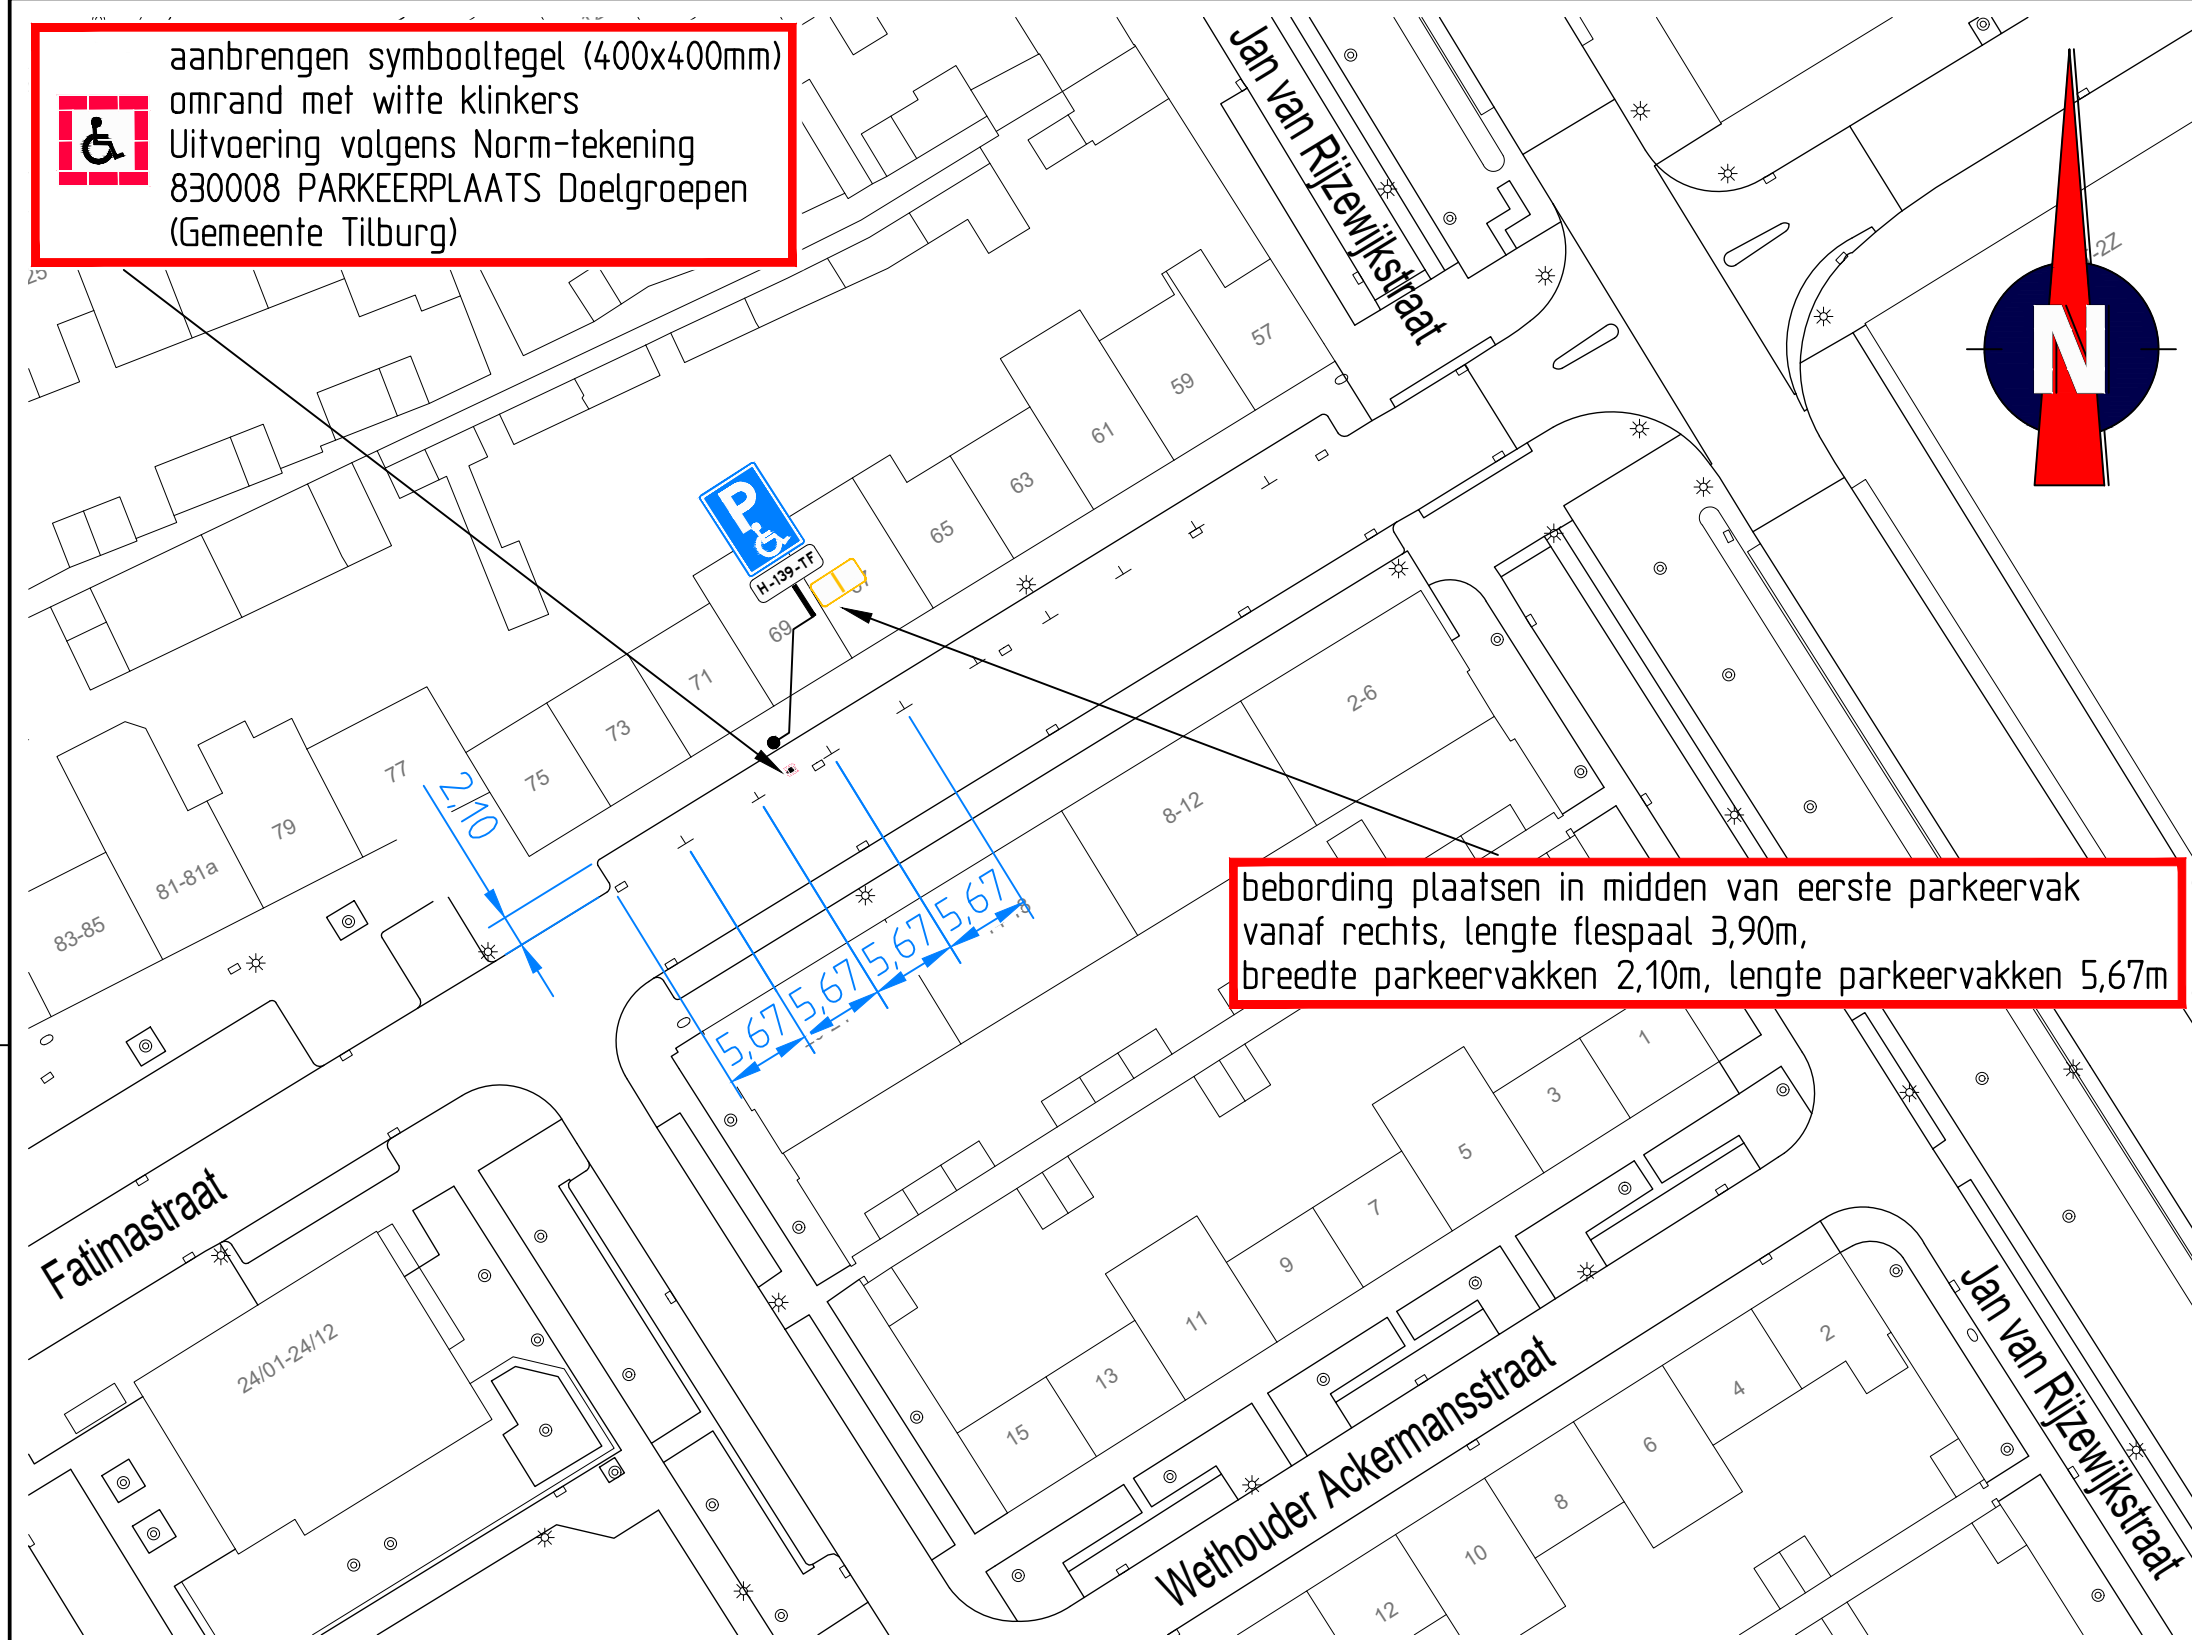 aanbrengen symbooltegel (400x400mm)
omrand met witte klinkers
Uitvoering volgens Norm-tekening
830008 PARKEERPLAATS Doelgroepen
(Gemeente Tilburg)
Jan van Rijzewijkstraat
N
-2Z
25
57
59
61
63
65
P
H-139-TF
69
71
73
75
77
79
81-81a
83-85
2,10
2-6
8-12
bebording plaatsen in midden van eerste parkeervak
vanaf rechts, lengte flespaal 3,90m,
breedte parkeervakken 2,10m, lengte parkeervakken 5,67m
5,67
5,67
5,67
5,67
1
3
5
7
9
11
13
15
Fatimastraat
24/01-24/12
Wethouder Ackermansstraat
Jan van Rijzewijkstraat
2
4
6
8
10
12